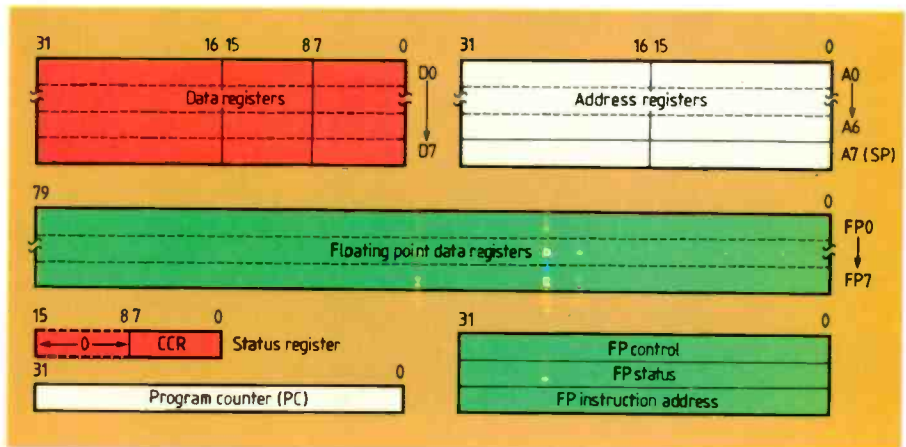 31 16 15 8 7 0
Data registers
D0
D7
31 16 15 0
Address registers
A0
A6
A7 (SP)
79 0
Floating point data registers
FP0
FP7
15 8 7 0
0 CCR Status register
31 0
Program counter (PC)
31 0
FP control
FP status
FP instruction address